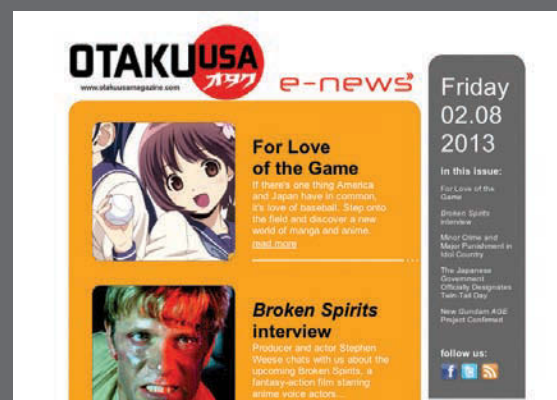 OTAKU USA
オタク
www.otakuusamagazine.com
e-news
For Love
of the Game
If there's one thing America
and Japan have in common,
it's love of baseball. Step onto
the field and discover a new
world of manga and anime.
read more
Broken Spirits
interview
Producer and actor Stephen
Weese chats with us about the
upcoming Broken Spirits, a
fantasy-action film starring
anime voice actors...
Friday
02.08
2013
in this issue:
For Love of the
Game
Broken Spirits
interview
Minor Crime and
Major Punishment in
Idol Country
The Japanese
Government
Officially Designates
Twin-Tail Day
New Gundam AGE
Project Confirmed
follow us: